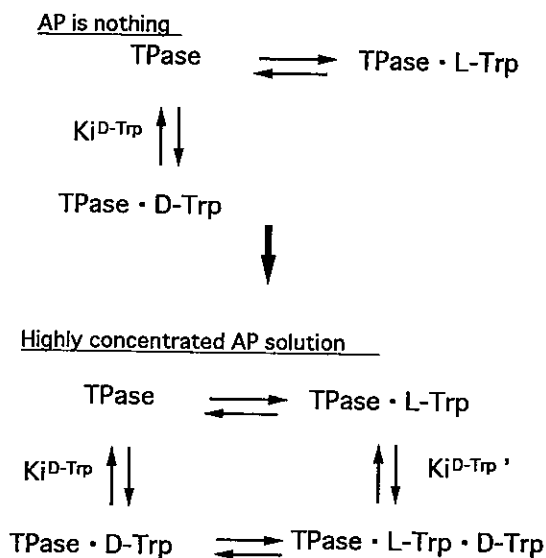 AP is nothing
TPase TPase · L-Trp
Ki D-Trp
TPase · D-Trp
Highly concentrated AP solution
TPase TPase · L-Trp
Ki D-Trp Ki D-Trp '
TPase · D-Trp TPase · L-Trp · D-Trp